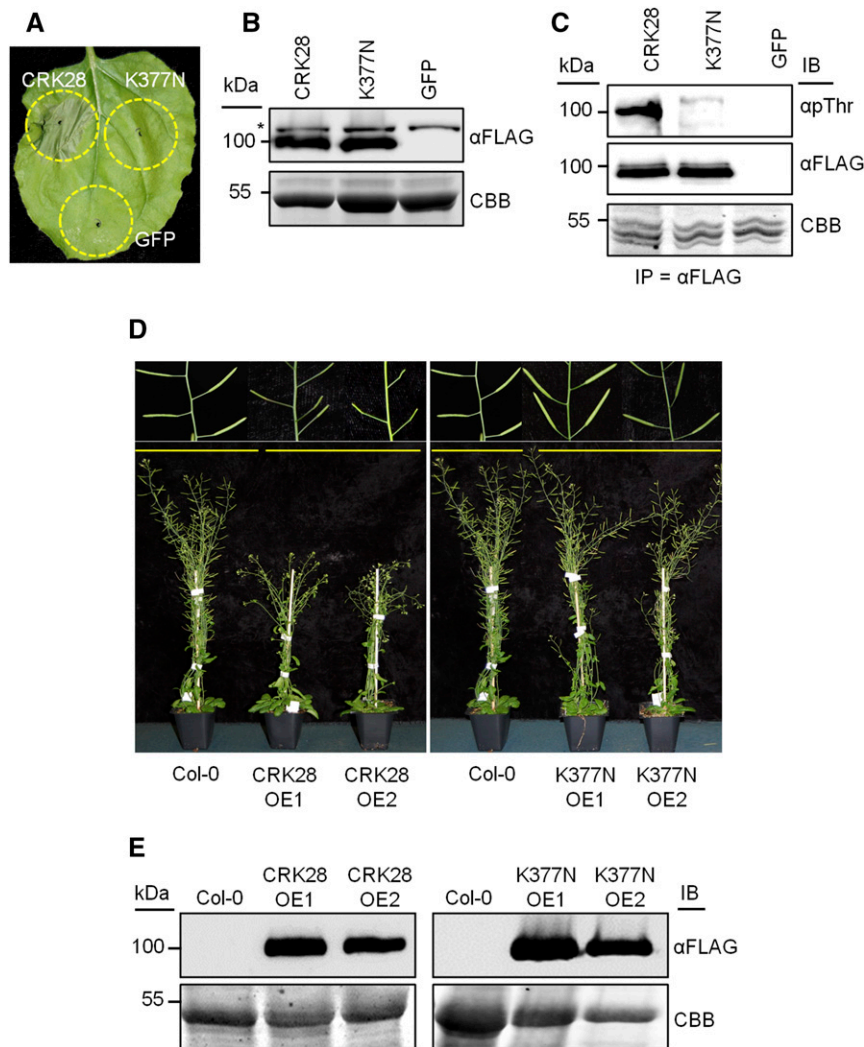 A
CRK28
K377N
GFP
B
kDa
CRK28
K377N
GFP
*
100
αFLAG
55
CBB
C
kDa
CRK28
K377N
GFP
IB
100
αpThr
100
αFLAG
55
CBB
IP = αFLAG
D
Col-0
CRK28
OE1
CRK28
OE2
Col-0
K377N
OE1
K377N
OE2
E
kDa
Col-0
CRK28
OE1
CRK28
OE2
Col-0
K377N
OE1
K377N
OE2
IB
100
αFLAG
55
CBB